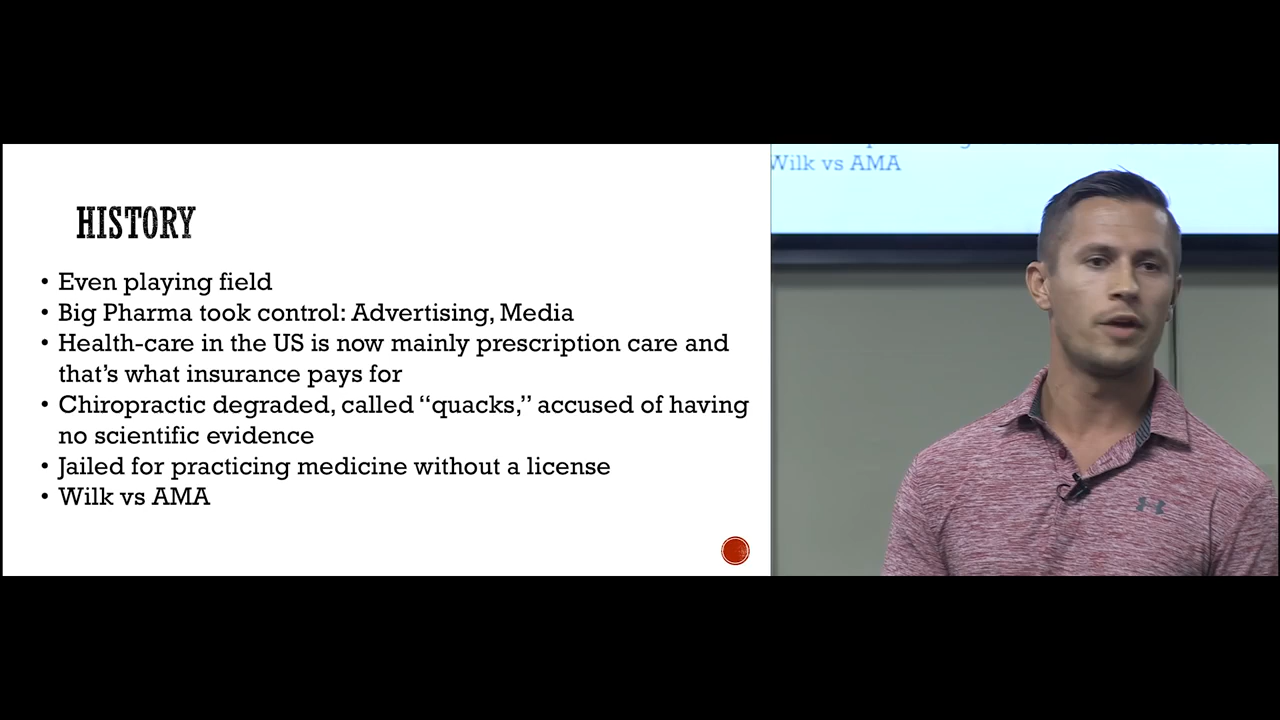 HISTORY
• Even playing field
• Big Pharma took control: Advertising, Media
• Health-care in the US is now mainly prescription care and
that’s what insurance pays for
• Chiropractic degraded, called “quacks,” accused of having
no scientific evidence
• Jailed for practicing medicine without a license
• Wilk vs AMA
Wilk vs AMA